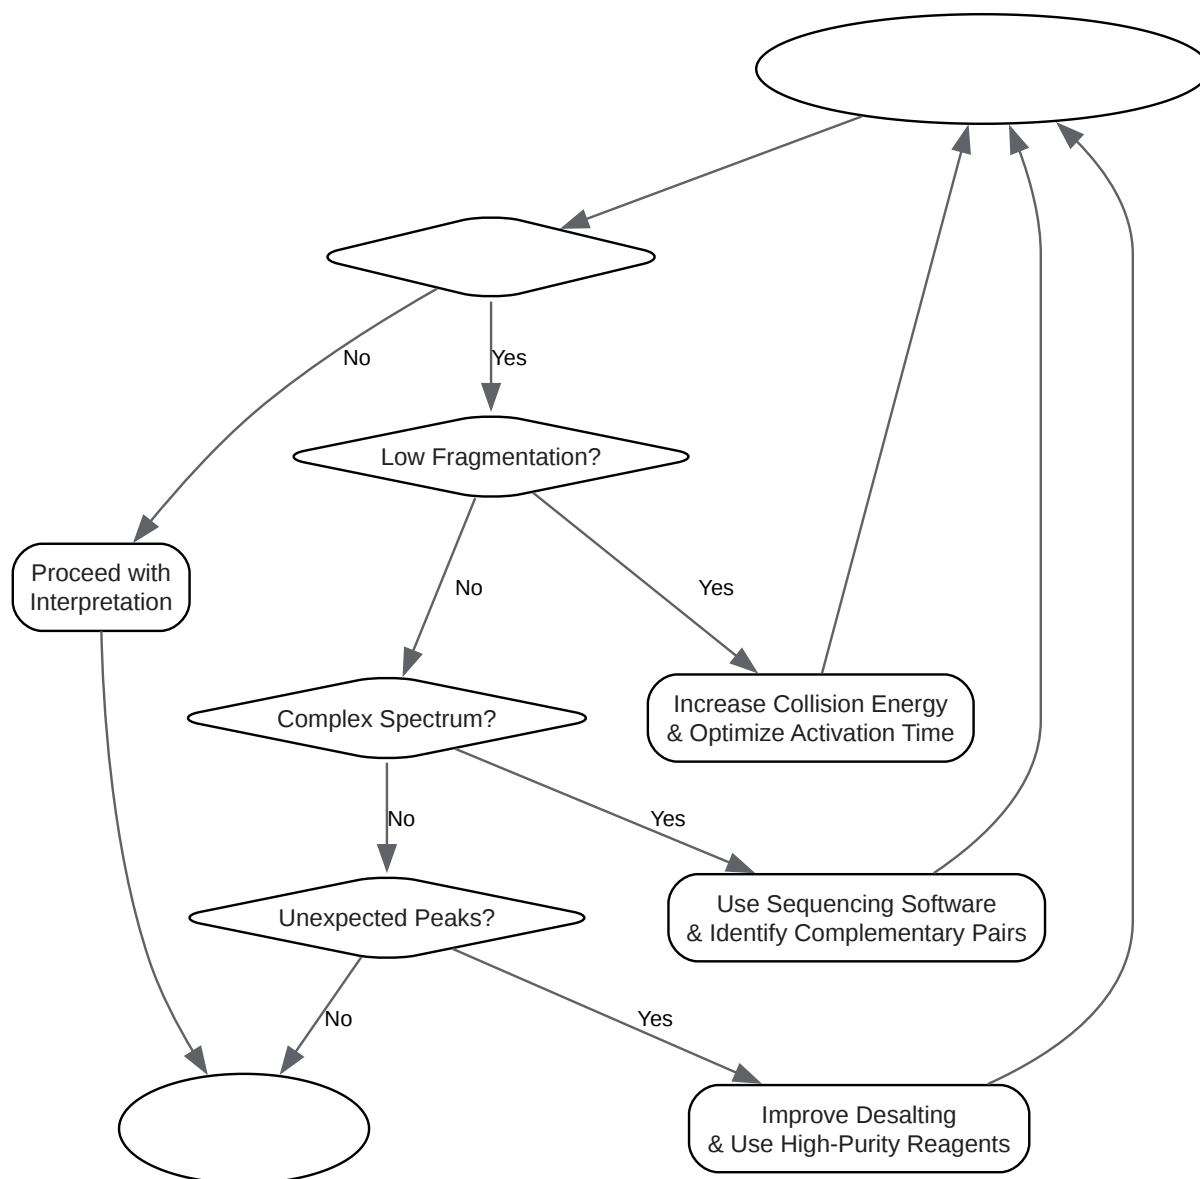 No
Yes
Low Fragmentation?
Proceed with
Interpretation
No
Yes
Complex Spectrum?
Increase Collision Energy
& Optimize Activation Time
No
Yes
Unexpected Peaks?
Use Sequencing Software
& Identify Complementary Pairs
No
Yes
Improve Desalting
& Use High-Purity Reagents